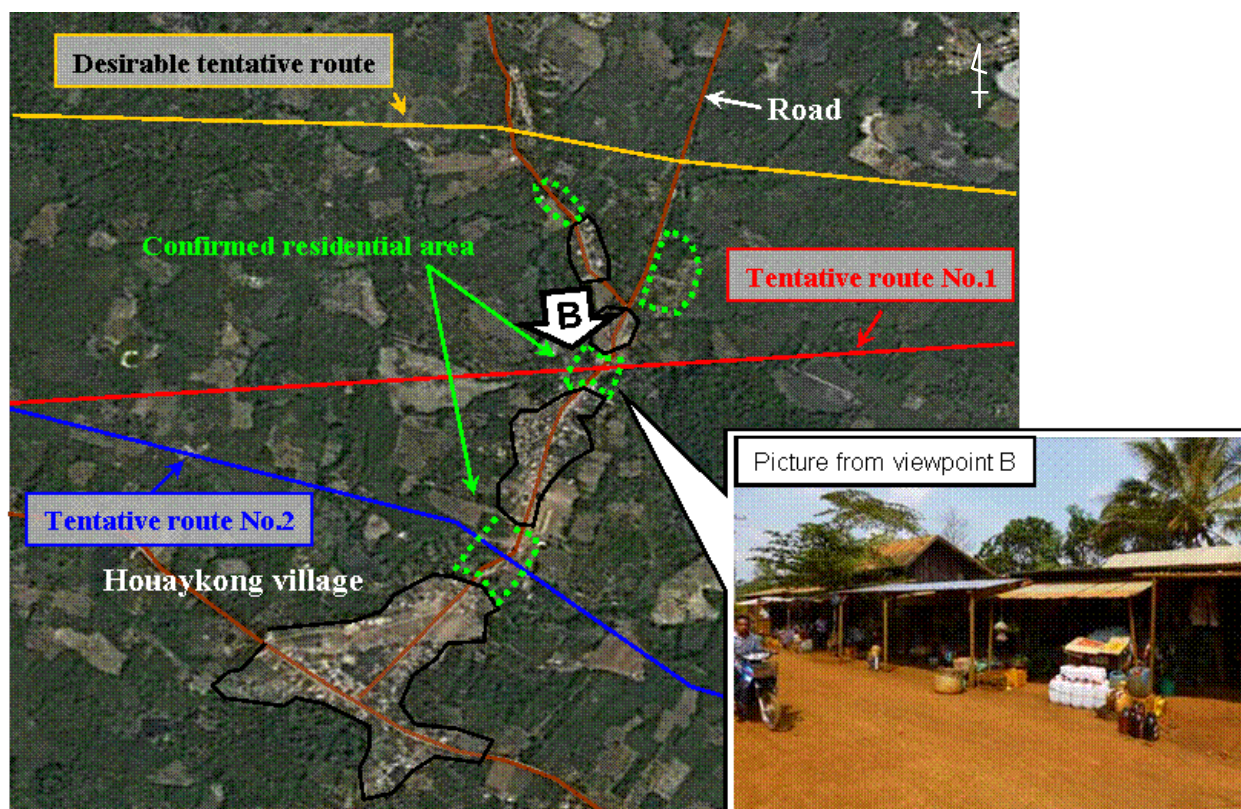 Desirable tentative route
Road
Confirmed residential area
Tentative route No.1
B
Picture from viewpoint B
Tentative route No.2
Houaykong village